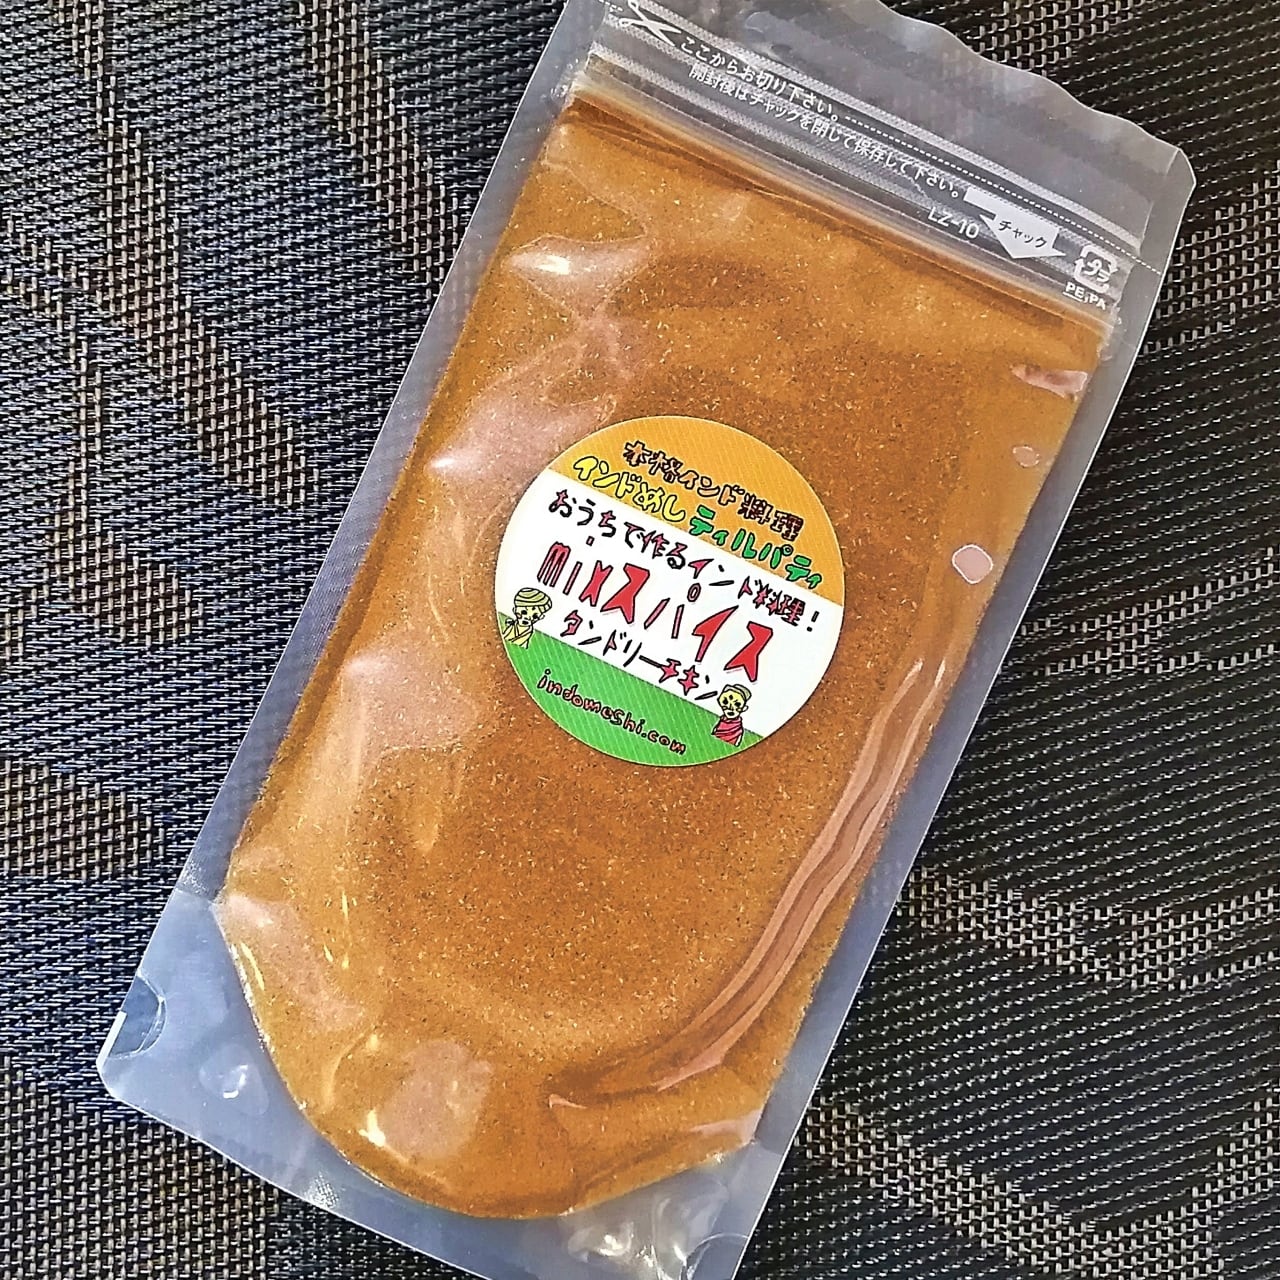 ここからお切り下さい。
開封後はチャックを閉じて保存して下さい。
LZ-10
チャック
プラ
PE,PA
本格インド料理
インドめし ティルパティ
おうちで作るインド料理!
mixスパイス
タンドリーチキン
indomeshi.com